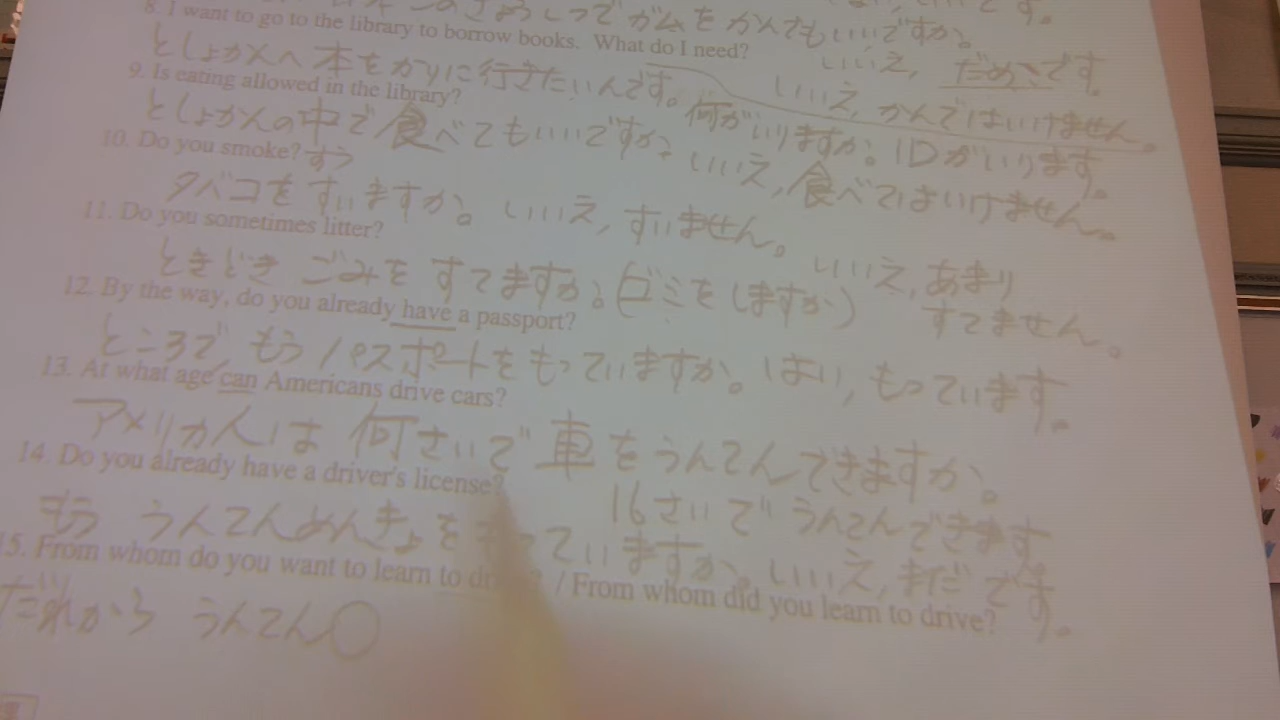 でガムをかんでもいいですか。
8. I want to go to the library to borrow books. What do I need?
いいえ, だめです。
としょかんへ本をかりに行きたいんです。
いいえ, かんではいけません。
9. Is eating allowed in the library?
何がいりますか。IDがいります。
としょかんの中で食べてもいいですか。
いいえ, 食べてはいけません。
10. Do you smoke? すう
タバコをすいますか。いいえ, すいません。
11. Do you sometimes litter?
いいえ, あまり
ときどきごみをすてますか。(ゴミをしますか) すてません。
12. By the way, do you already have a passport?
ところで, もうパスポートをもっていますか。はい, もっています。
13. At what age can Americans drive cars?
アメリカ人は何さいで車をうんてんできますか。
16さいでうんてんできます。
14. Do you already have a driver's license?
もううんてんめんきょをもっていますか。いいえ, まだです。
15. From whom do you want to learn to / From whom did you learn to drive?
だれからうんてん○